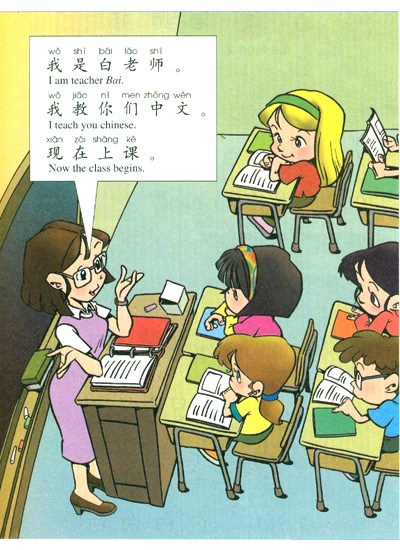 wǒ shì bái lǎo shī
我是白老师。
I am teacher Bai.
wǒ jiāo nǐ men zhōng wén
我教你们中文。
I teach you chinese.
xiàn zài shàng kè
现在上课。
Now the class begins.